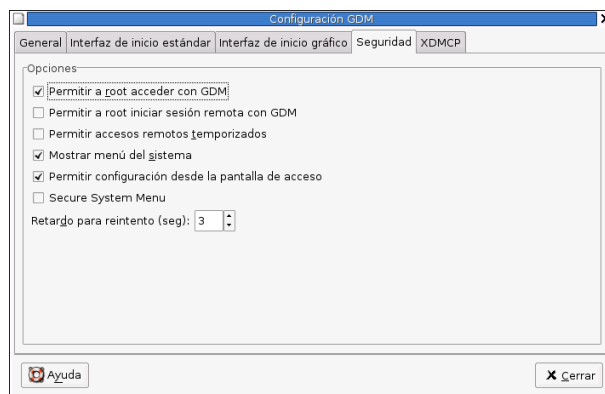 Configuración GDM
General Interfaz de inicio estándar Interfaz de inicio gráfico Seguridad XDMCP
Opciones
Permitir a root acceder con GDM
Permitir a root iniciar sesión remota con GDM
Permitir accesos remotos temporizados
Mostrar menú del sistema
Permitir configuración desde la pantalla de acceso
Secure System Menu
Retardo para reintento (seg): 3
Ayuda Cerrar